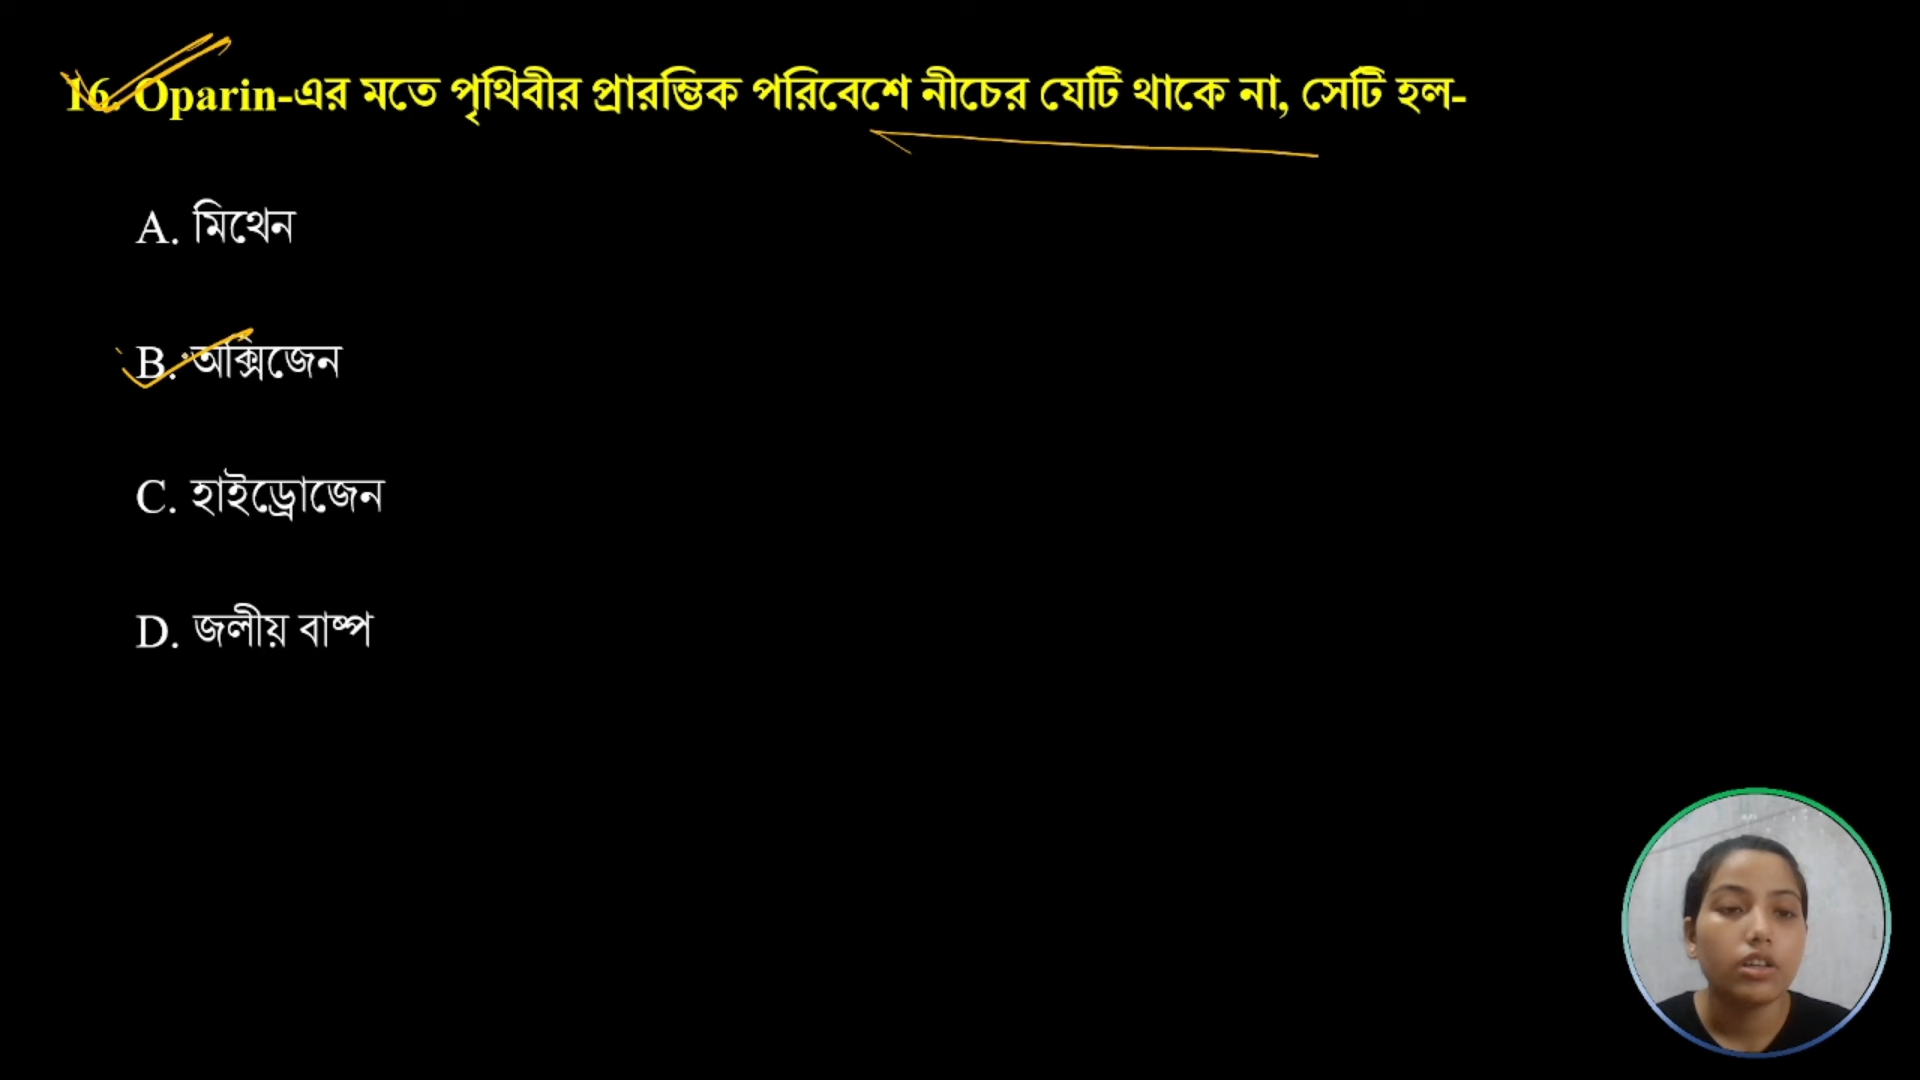 16. Oparin-এর মতে পৃথিবীর প্রারম্ভিক পরিবেশে নীচের যেটি থাকে না, সেটি হল-
A. মিথেন
B. অক্সিজেন
C. হাইড্রোজেন
D. জলীয় বাষ্প